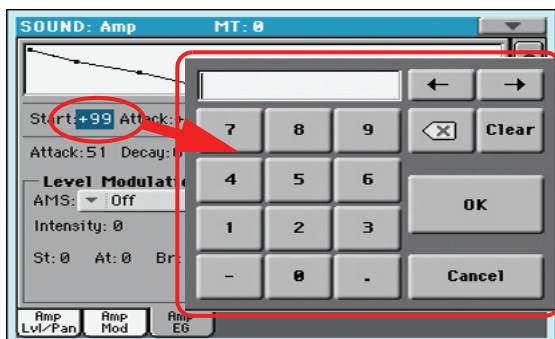 SOUND: Amp MT: 0
Start: +99 Attack: +
Attack: 51 Decay:
Level Modulati
AMS: Off
Intensity: 0
St: 0 At: 0 Br:
Amp Lvl/Pan
Amp Mod
Amp EG
← →
7 8 9 Clear
4 5 6 OK
1 2 3
- 0 . Cancel